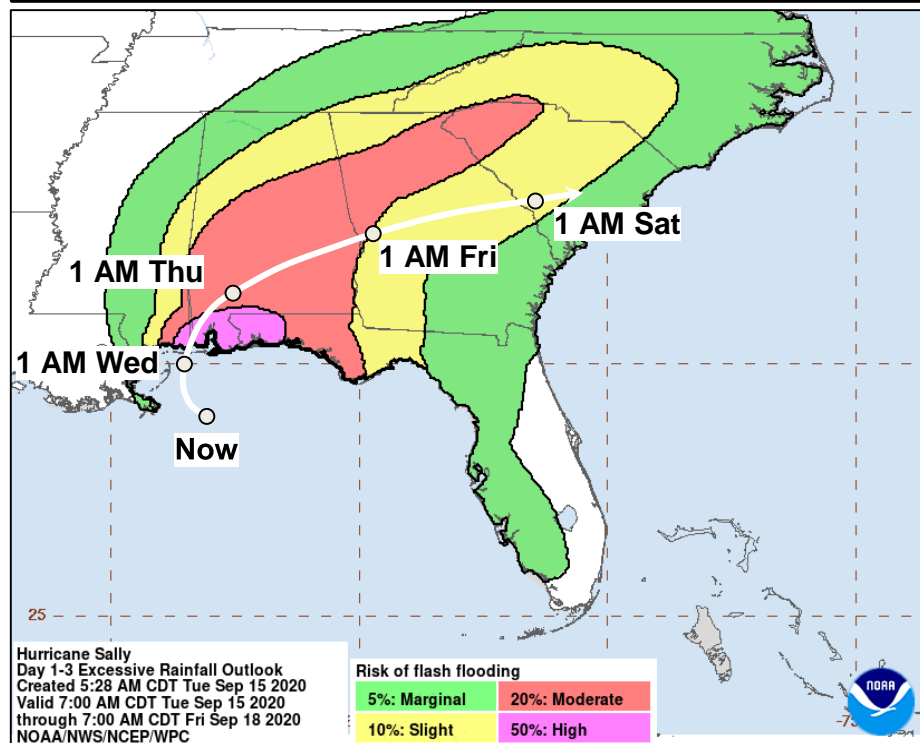 1 AM Sat
1 AM Fri
1 AM Thu
1 AM Wed
Now
25
Hurricane Sally
Day 1-3 Excessive Rainfall Outlook
Created 5:28 AM CDT Tue Sep 15 2020
Valid 7:00 AM CDT Tue Sep 15 2020
through 7:00 AM CDT Fri Sep 18 2020
NOAA/NWS/NCEP/WPC
Risk of flash flooding
5%: Marginal
20%: Moderate
10%: Slight
50%: High
NOAA